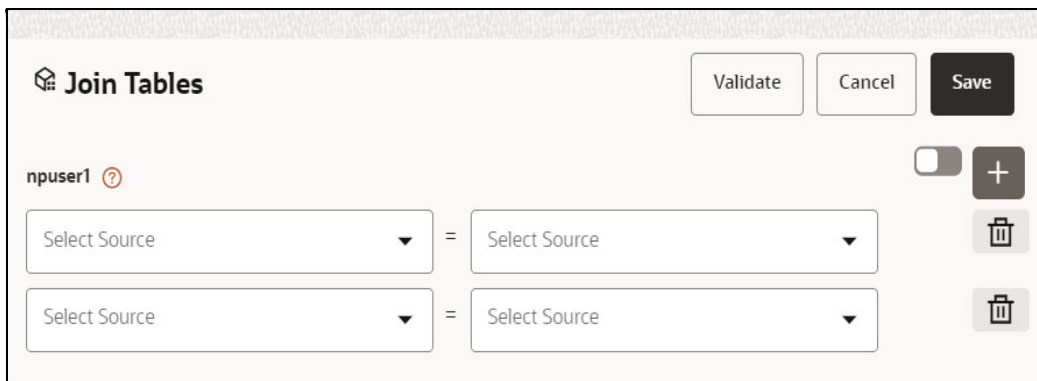 Join Tables
Validate Cancel Save
npuser1 ?
+
Select Source = Select Source
Select Source = Select Source